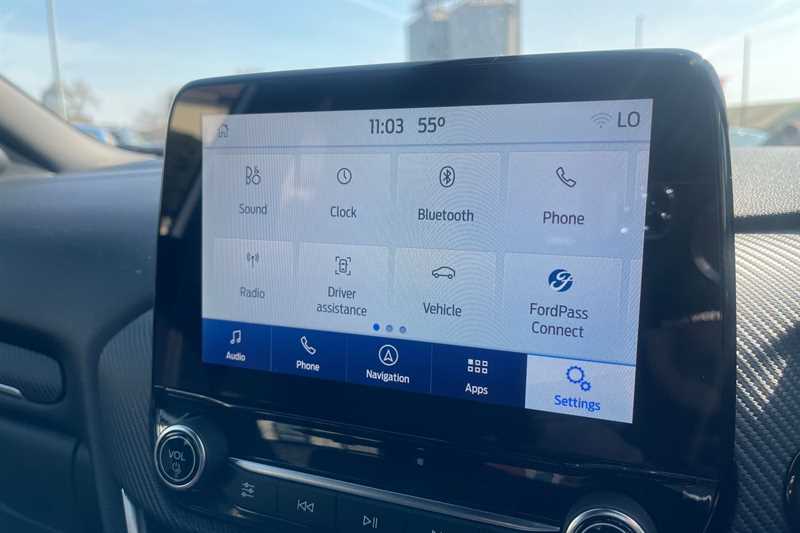 11:03 55° LO
Sound Clock Bluetooth Phone
Radio Driver assistance Vehicle FordPass Connect
Audio Phone Navigation Apps Settings
VOL